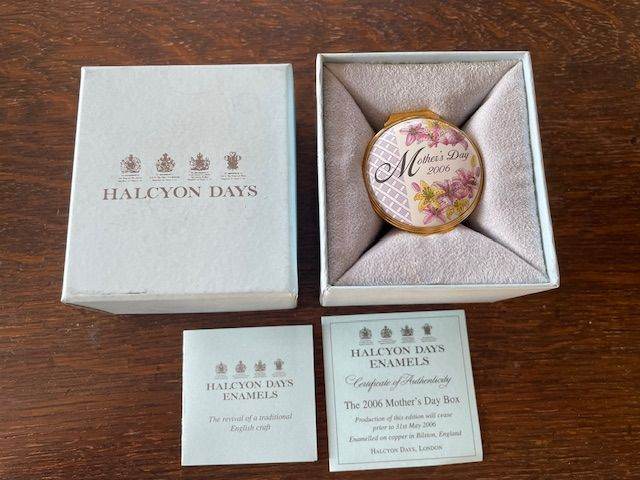 HALCYON DAYS
Mother's Day
2006
HALCYON DAYS
ENAMELS
The revival of a traditional
English craft
HALCYON DAYS
ENAMELS
Certificate of Authenticity
The 2006 Mother's Day Box
Production of this edition will cease
prior to 31st May 2006
Enamelled on copper in Bilston, England
HALCYON DAYS, LONDON